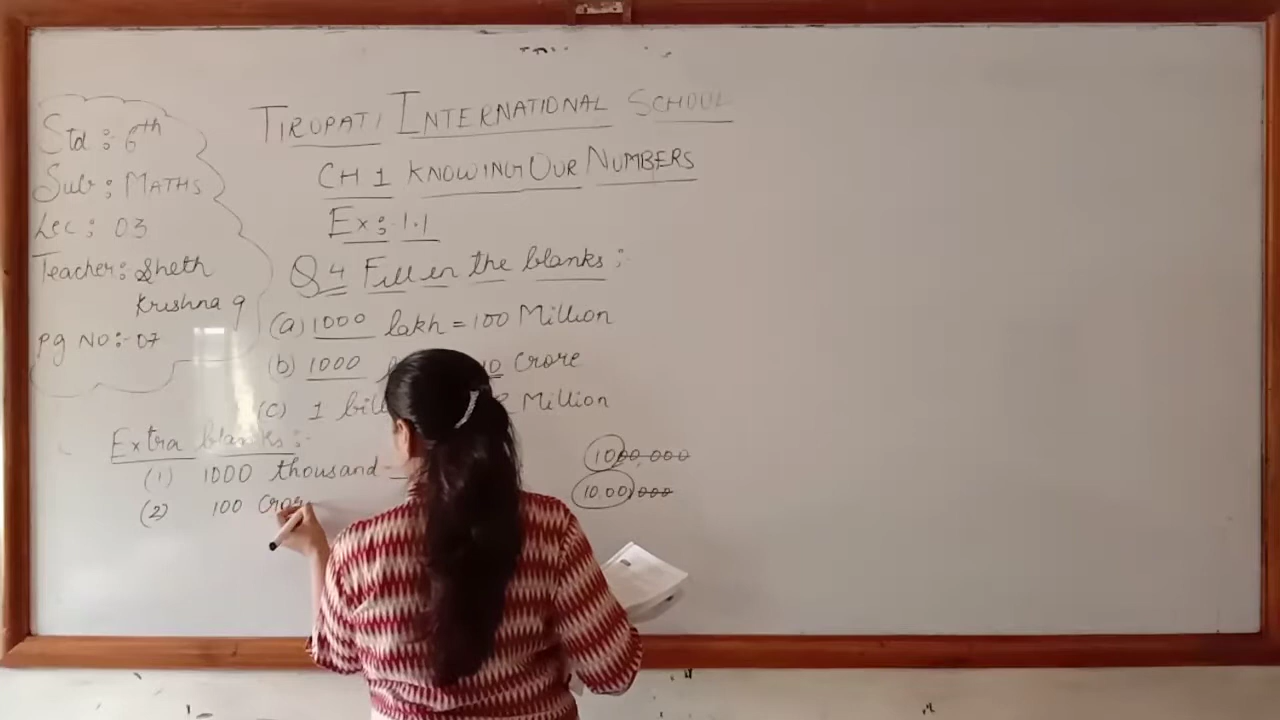 Std : 6th
Sub : MATHS
Lec : 03
Teacher : Sheth
Krishna g
Pg No :- 07
TIRUPATI INTERNATIONAL SCHOOL
CH 1 KNOWING OUR NUMBERS
Ex :- 1.1
Q 4 Fill in the blanks :-
(a) 1000 lakh = 100 Million
(b) 1000 10 Crore
(c) 1 Million
Extra blanks :-
(1) 1000 thousand
(2) 100
1000,000
10,00,000